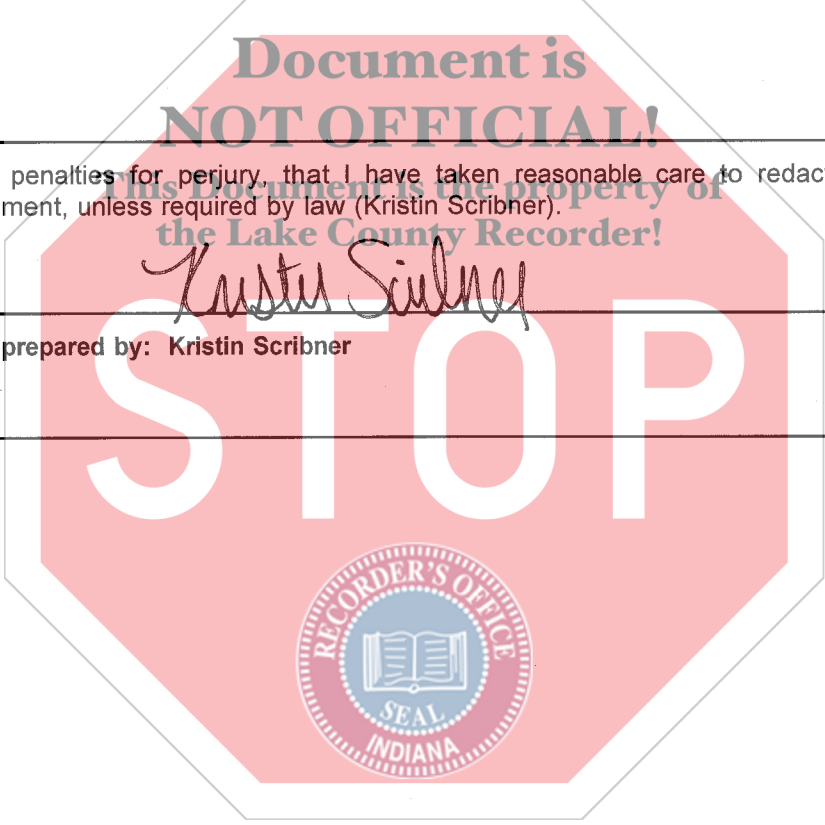 Document is
NOT OFFICIAL!
penalties for perjury, that I have taken reasonable care to redac
This Document is the property of
ment, unless required by law (Kristin Scribner).
the Lake County Recorder!
Kristin Scribner
prepared by: Kristin Scribner
STOP
RECORDER'S OFFICE
SEAL
INDIANA